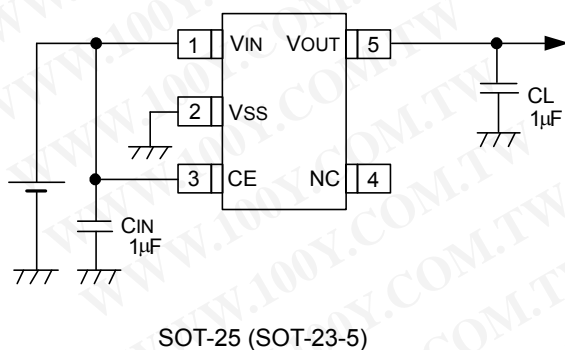 1 VIN VOUT 5
2 VSS
CL
1µF
3 CE NC 4
CIN
1µF
SOT-25 (SOT-23-5)
WWW.100Y.COM.TW